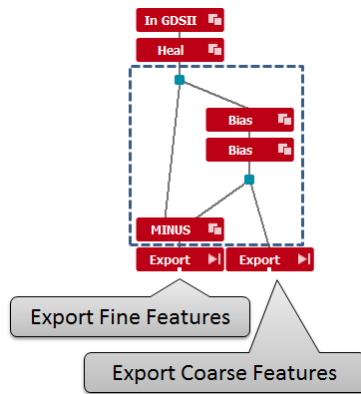 In GDSII
Heal
Bias
Bias
MINUS
Export
Export
Export Fine Features
Export Coarse Features